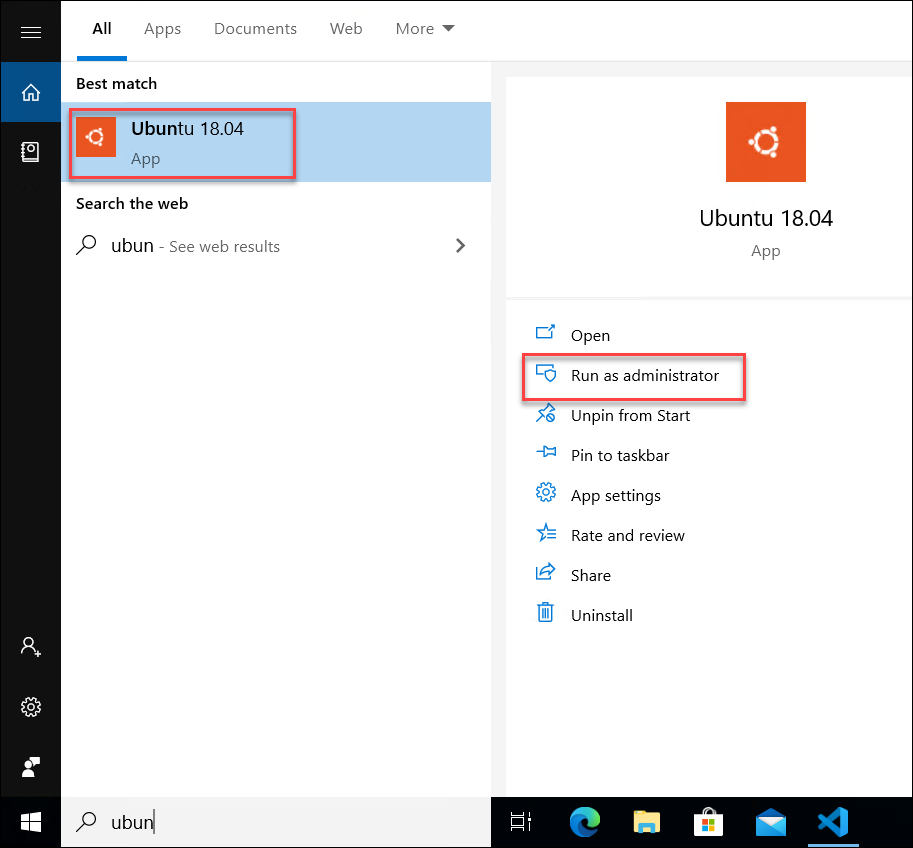 All Apps Documents Web More
Best match
Ubuntu 18.04
App
Search the web
ubun - See web results
Ubuntu 18.04
App
Open
Run as administrator
Unpin from Start
Pin to taskbar
App settings
Rate and review
Share
Uninstall
ubun